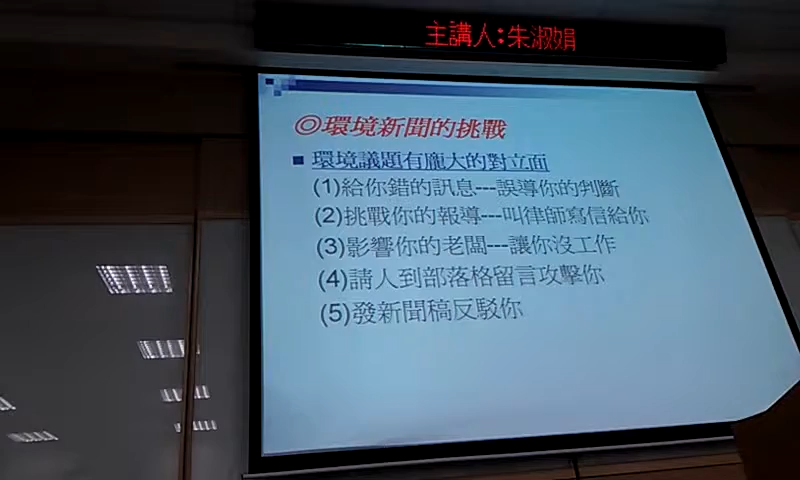 主講人:朱淑娟
◎環境新聞的挑戰
■ 環境議題有龐大的對立面
(1)給你錯的訊息---誤導你的判斷
(2)挑戰你的報導---叫律師寫信給你
(3)影響你的老闆---讓你沒工作
(4)請人到部落格留言攻擊你
(5)發新聞稿反駁你